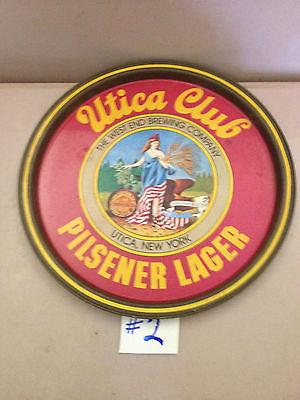 Utica Club
THE WEST END BREWING COMPANY
UTICA, NEW YORK
PILSENER LAGER
#2